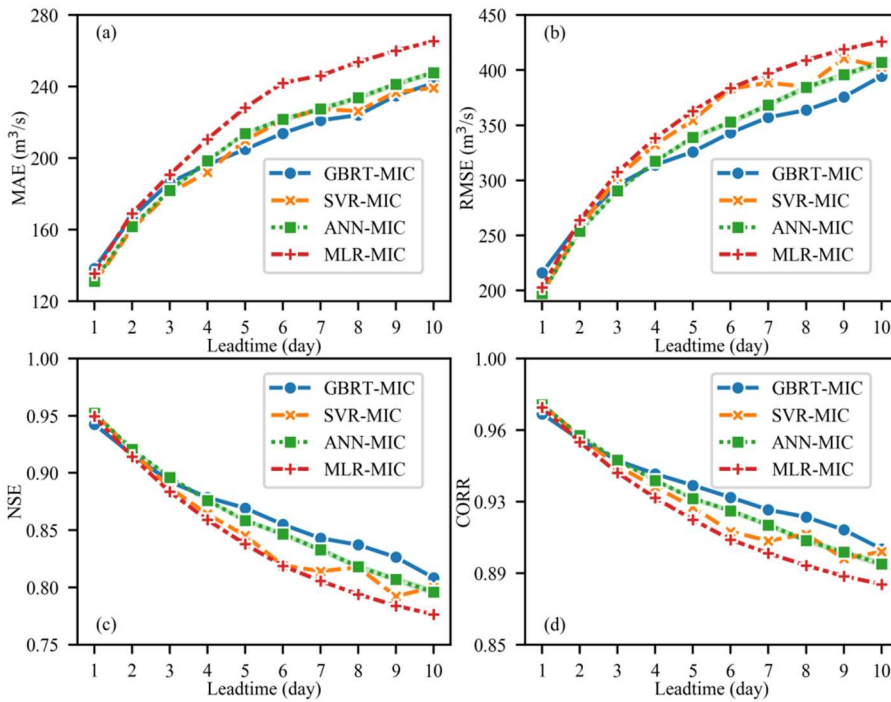 (a)
MAE (m³/s)
280
240
200
160
120
GBRT-MIC
SVR-MIC
ANN-MIC
MLR-MIC
1 2 3 4 5 6 7 8 9 10
Leadtime (day)
(b)
RMSE (m³/s)
450
400
350
300
250
200
GBRT-MIC
SVR-MIC
ANN-MIC
MLR-MIC
1 2 3 4 5 6 7 8 9 10
Leadtime (day)
(c)
NSE
1.00
0.95
0.90
0.85
0.80
0.75
GBRT-MIC
SVR-MIC
ANN-MIC
MLR-MIC
1 2 3 4 5 6 7 8 9 10
Leadtime (day)
(d)
CORR
1.00
0.96
0.93
0.89
0.85
GBRT-MIC
SVR-MIC
ANN-MIC
MLR-MIC
1 2 3 4 5 6 7 8 9 10
Leadtime (day)